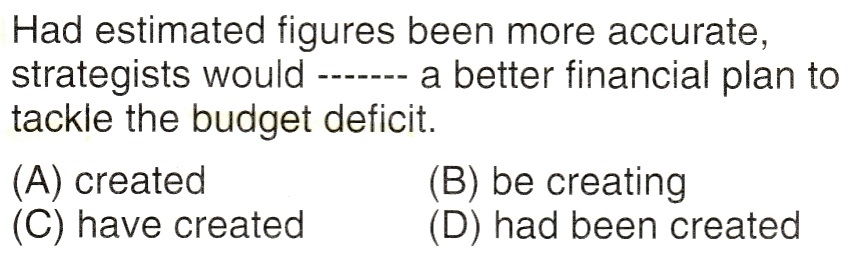 Had estimated figures been more accurate,
strategists would ------- a better financial plan to
tackle the budget deficit.
(A) created (B) be creating
(C) have created (D) had been created